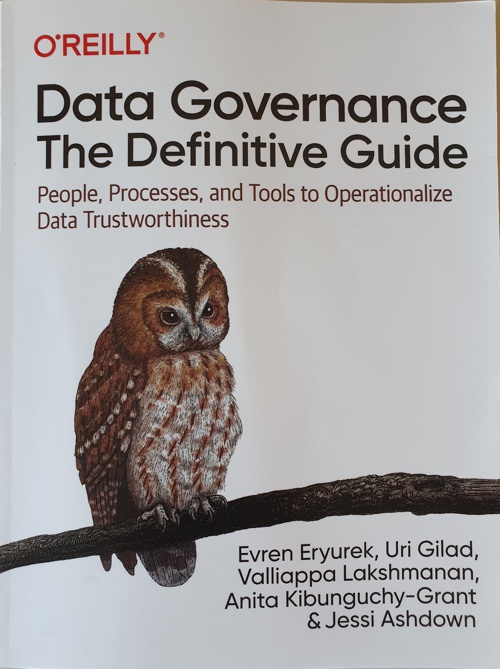 O'REILLY®
Data Governance
The Definitive Guide
People, Processes, and Tools to Operationalize
Data Trustworthiness
Evren Eryurek, Uri Gilad,
Valliappa Lakshmanan,
Anita Kibunguchy-Grant
& Jessi Ashdown